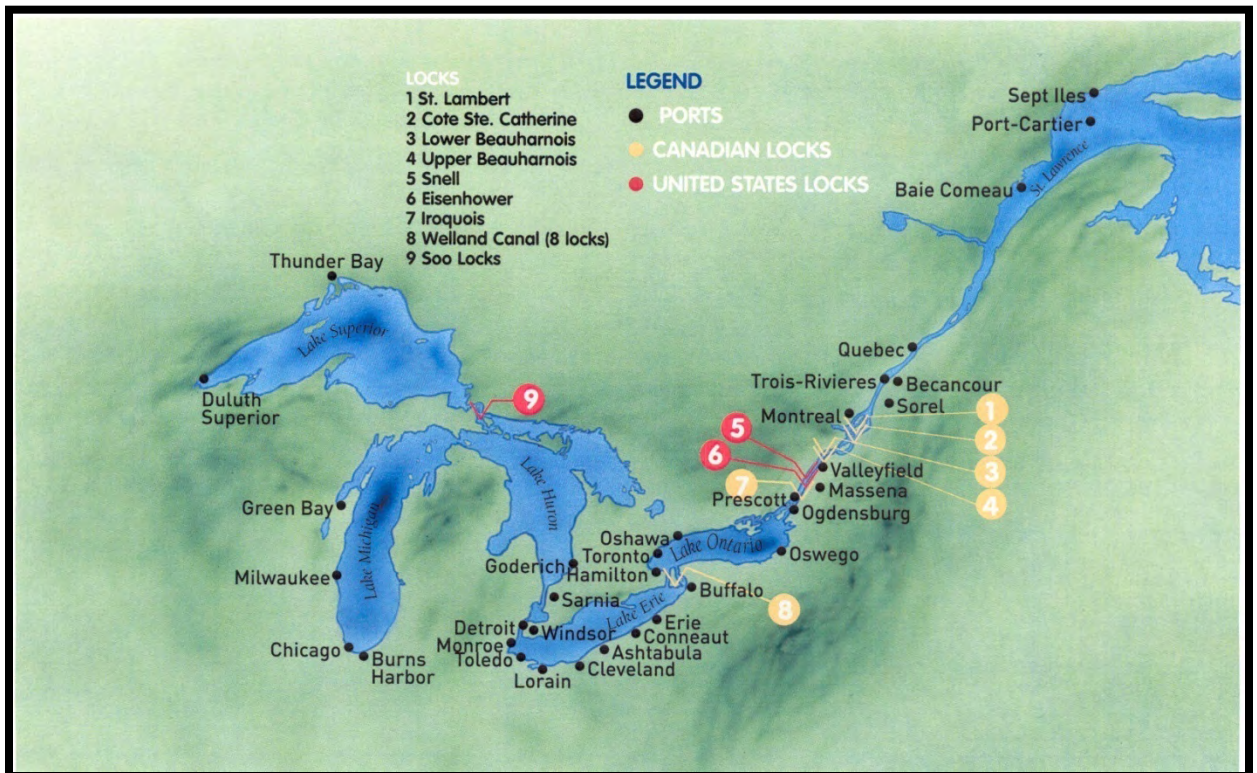 LOCKS
1 St. Lambert
2 Cote Ste. Catherine
3 Lower Beauharnois
4 Upper Beauharnois
5 Snell
6 Eisenhower
7 Iroquois
8 Welland Canal (8 locks)
9 Soo Locks
LEGEND
PORTS
CANADIAN LOCKS
UNITED STATES LOCKS
Sept Iles
Port-Cartier
St. Lawrence
Baie Comeau
Thunder Bay
Lake Superior
Duluth
Superior
9
Quebec
Trois-Rivieres
Becancour
Sorel
Montreal
1
2
3
4
5
6
7
Valleyfield
Massena
Prescott
Ogdensburg
Green Bay
Lake Michigan
Lake Huron
Milwaukee
Chicago
Burns
Harbor
Goderich
Oshawa
Toronto
Hamilton
Lake Ontario
Oswego
Buffalo
8
Sarnia
Lake Erie
Detroit
Windsor
Monroe
Toledo
Lorain
Cleveland
Ashtabula
Conneaut
Erie